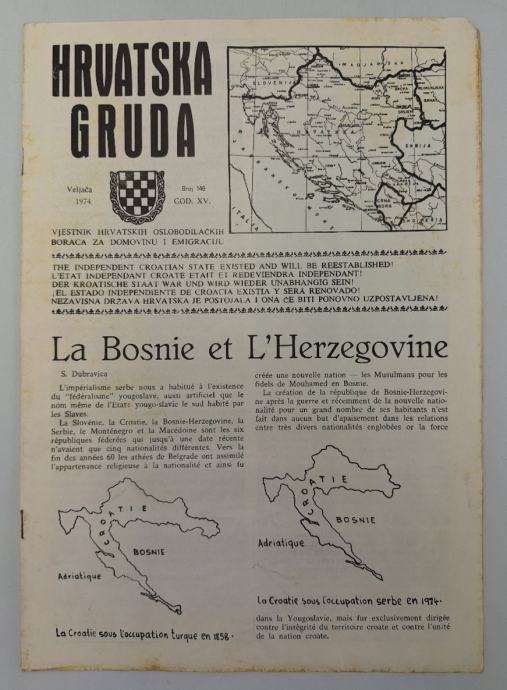 HRVATSKA
GRUDA
Veljača
1974
Broj 146
GOD. XV.
VJESTNIK HRVATSKIH OSLOBODILAČKIH
BORACA ZA DOMOVINU I EMIGRACIJU
MADJARSKA
SLOVENIJA
HRVATSKA
SRBIJA
CRNA
GORA
ITALIA
THE INDEPENDENT CROATIAN STATE EXISTED AND WILL BE REESTABLISHED!
L'ETAT INDEPENDANT CROATE ETAIT ET REDEVIENDRA INDEPENDANT!
DER KROATISCHE STAAT WAR UND WIRD WIEDER UNABHANGIG SEIN!
¡EL ESTADO INDEPENDIENTE DE CROACIA EXISTIA Y SERA RENOVADO!
NEZAVISNA DRŽAVA HRVATSKA JE POSTOJALA I ONA ĆE BITI PONOVNO UZPOSTAVLJENA!
La Bosnie et L'Herzegovine
S. Dubravica
L'impérialisme serbe nous a habitué à l'existence
du "fédéralisme" yougoslave, aussi artificiel que le
nom même de l'Etats yougo-slavie le sud habité par
les Slaves.
La Slovénie, la Croatie, la Bosnie-Herzegovine, la
Serbie, le Monténegro et la Macédoine sont les six
républiques féderées qui jusqu'à une date récente
n'avaient que cinq nationalités différentes. Vers la
fin des années 60 les athées de Belgrade ont assimilé
l'appartenance religieuse à la nationalité et ainsi fu
CROATIE
BOSNIE
Adriatique
La Croatie sous l'occupation turque en 1858.
créée une nouvelle nation — les Musulmans pour les
fidels de Mouhamed en Bosnie.
La création de la république de Bosnie-Herzegovi-
ne après la guerre et récemment de la nouvelle natio-
nalité pour un grand nombre de ses habitants n'est
fait dans aucun but d'apaisement dans les relations
entre très divers nationalités englobées or la force
CROATIE
BOSNIE
Adriatique
La Croatie sous l'occupation serbe en 1974.
dans la Yougoslavie, mais fur exclusivement dirigée
contre l'intégrité du territoire croate et contre l'unité
de la nation croate.